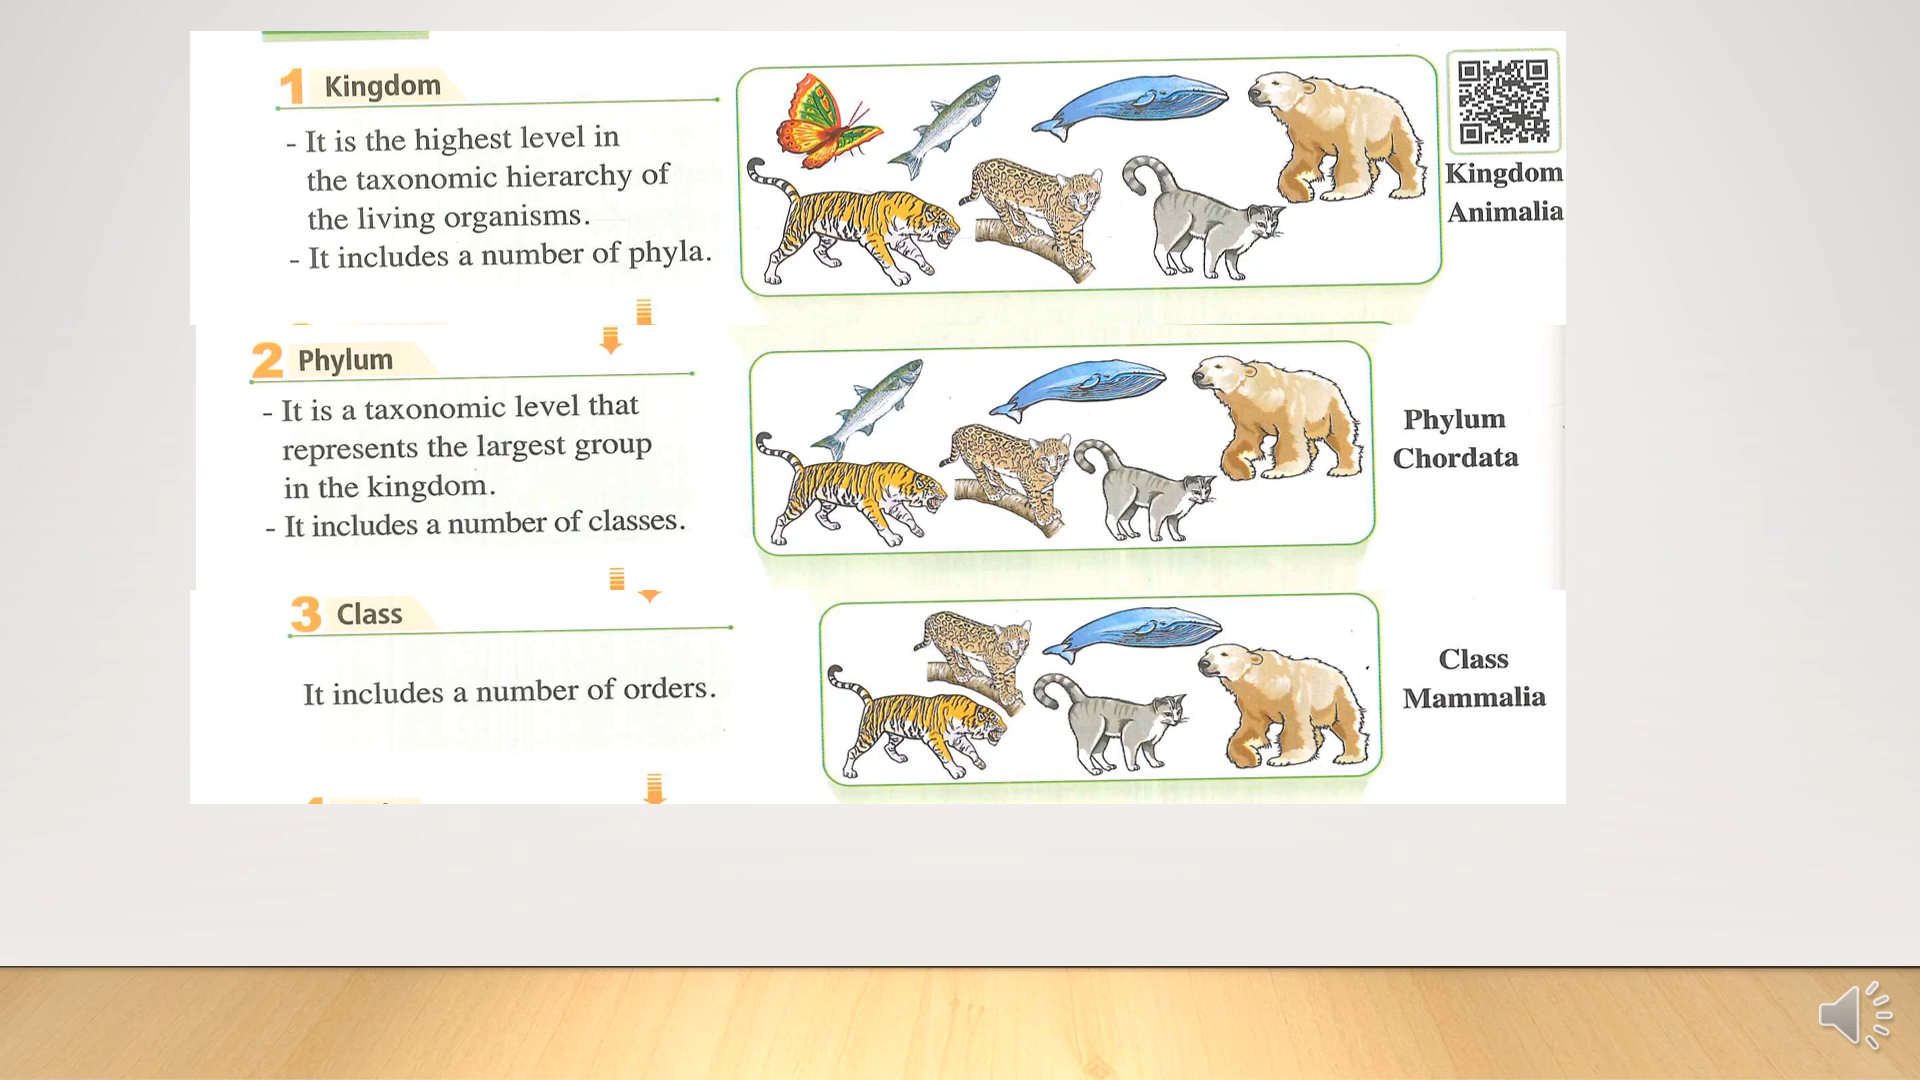 1 Kingdom
- It is the highest level in
the taxonomic hierarchy of
the living organisms.
- It includes a number of phyla.
Kingdom
Animalia
2 Phylum
- It is a taxonomic level that
represents the largest group
in the kingdom.
- It includes a number of classes.
Phylum
Chordata
3 Class
It includes a number of orders.
Class
Mammalia